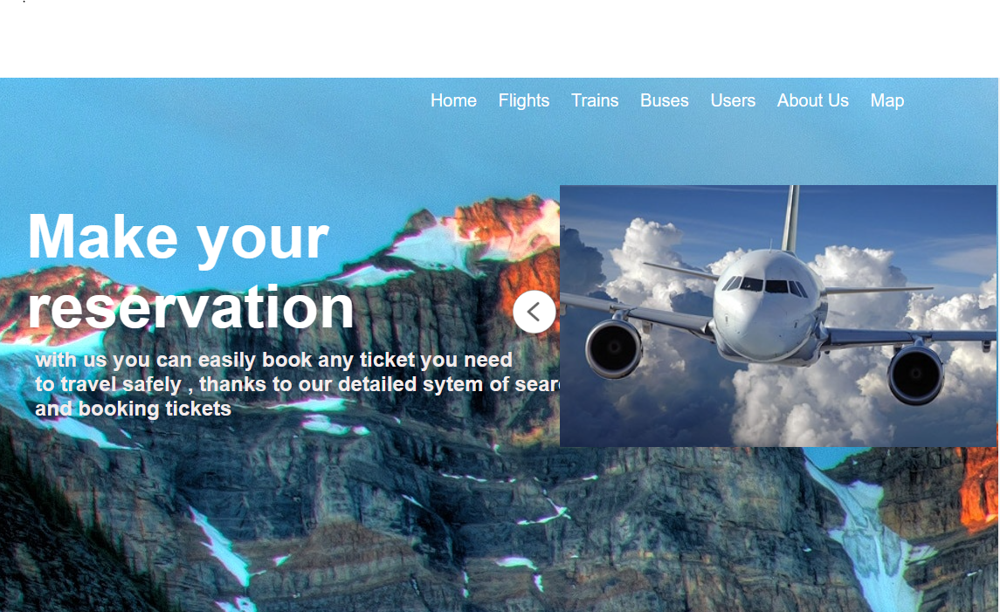 Home Flights Trains Buses Users About Us Map
Make your
reservation
with us you can easily book any ticket you need
to travel safely , thanks to our detailed sytem of sear
and booking tickets